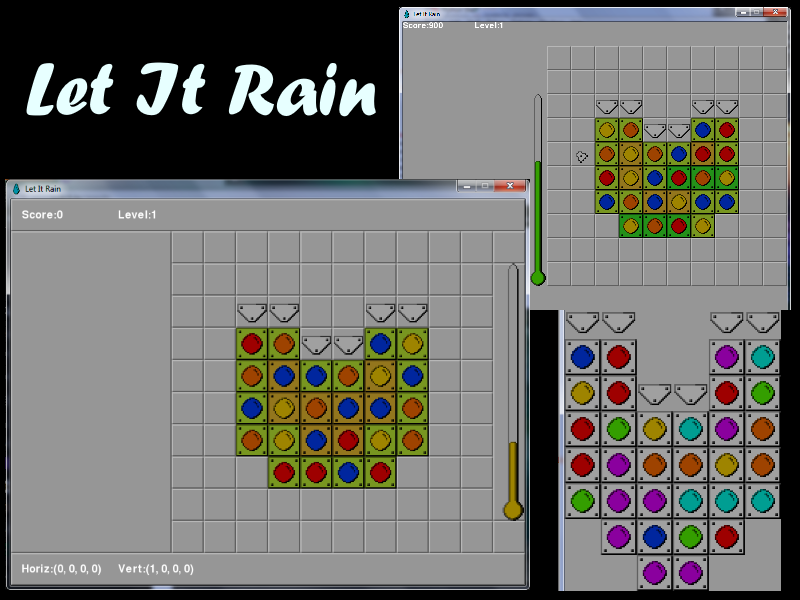 Let It Rain
Let It Rain
Score:900 Level:1
Let It Rain
Score:0 Level:1
Horiz:(0, 0, 0, 0) Vert:(1, 0, 0, 0)